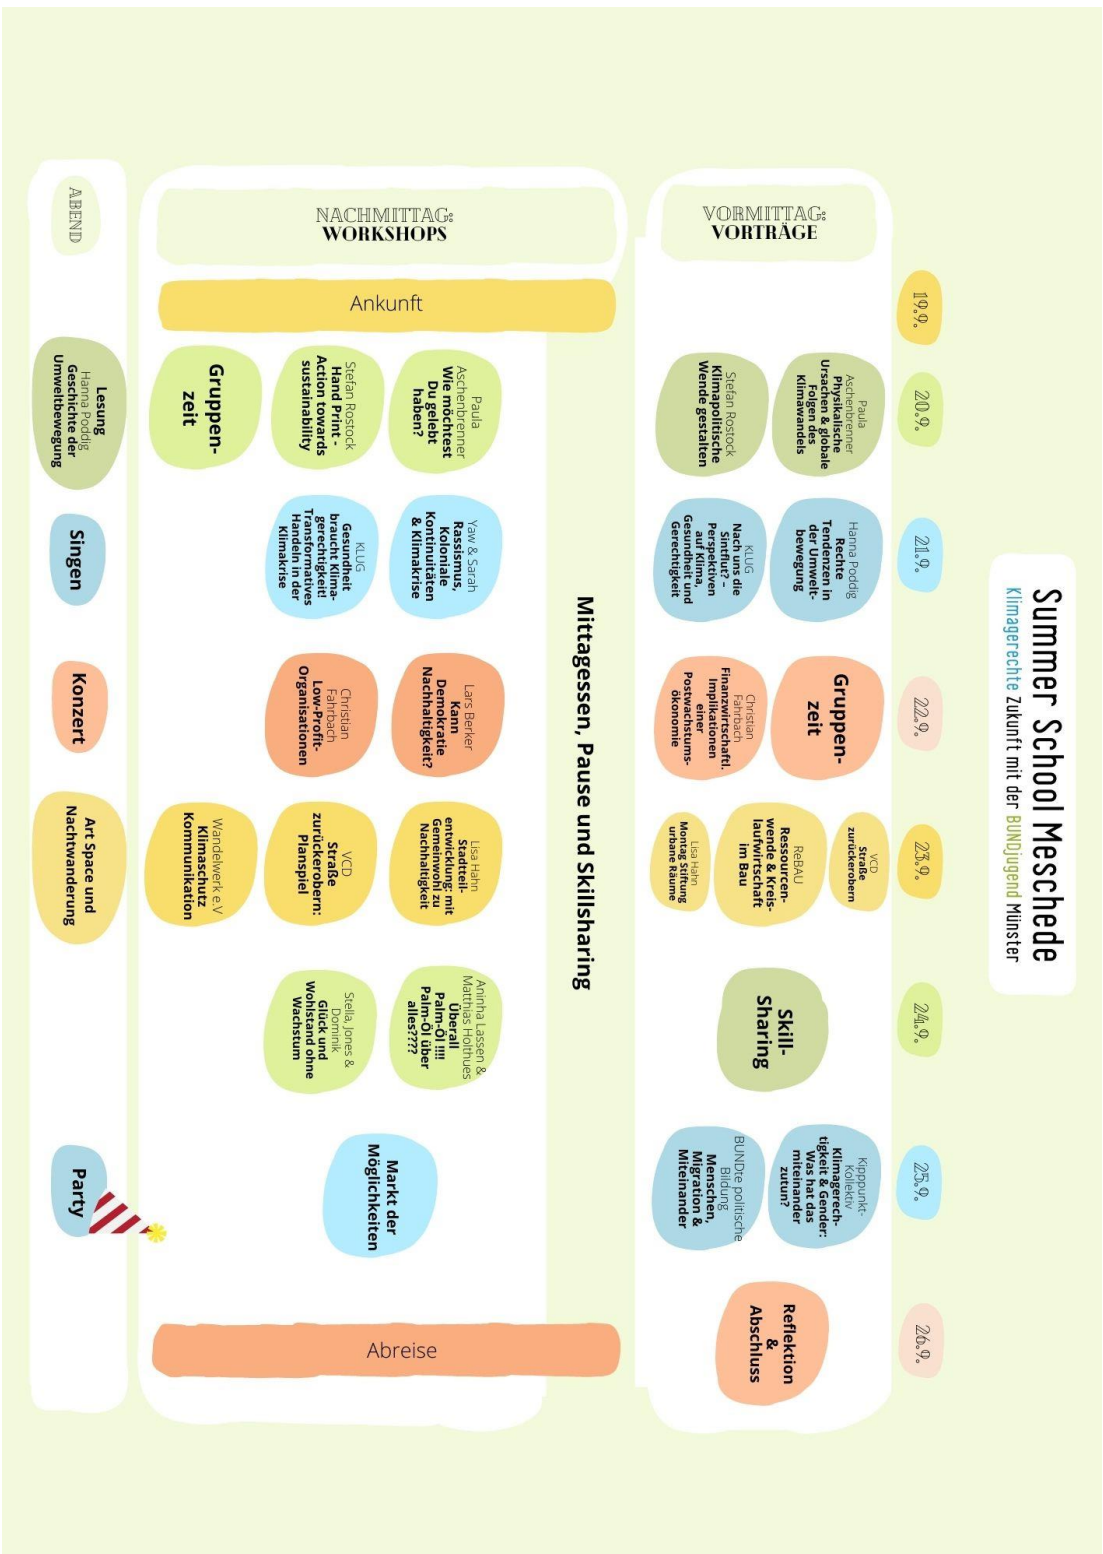 Summer School Meschede
Klimagerechte Zukunft mit der BUNDjugend Münster
19.9.
20.9.
21.9.
22.9.
23.9.
24.9.
25.9.
26.9.
VORMITTAG:
VORTRÄGE
Paula
Aschenbrenner
Physikalische
Ursachen & globale
Folgen des
Klimawandels
Stefan Rostock
Klimapolitische
Wende gestalten
Hanna Poddig
Rechte
Tendenzen in
der Umwelt-
bewegung
KLUG
Nach uns die
Sintflut? –
Perspektiven
auf Klima,
Gesundheit und
Gerechtigkeit
Gruppen-
zeit
Christian
Fahrbach
Finanzwirtschaftl.
Implikationen
einer
Postwachstums-
ökonomie
VCD
Straße
zurückerobern
ReBAU
Ressourcen-
wende & Kreis-
laufwirtschaft
im Bau
Lisa Hahn
Montag Stiftung
urbane Räume
Skill-
Sharing
Kipppunkt-
Kollektiv
Klimagerech-
tigkeit & Gender:
Was hat das
miteinander
zutun?
BUNDte politische
Bildung
Menschen,
Migration &
Miteinander
Reflektion
&
Abschluss
Mittagessen, Pause und Skillsharing
NACHMITTAG:
WORKSHOPS
Ankunft
Paula
Aschenbrenner
Wie möchtest
Du gelebt
haben?
Stefan Rostock
Hand Print -
Action towards
sustainability
Gruppen-
zeit
Yaw & Sarah
Rassismus,
Koloniale
Kontinuitäten
& Klimakrise
KLUG
Gesundheit
braucht Klima-
gerechtigkeit!
Transformatives
Handeln in der
Klimakrise
Lars Berker
Kann
Demokratie
Nachhaltigkeit?
Christian
Fahrbach
Low-Profit-
Organisationen
Lisa Hahn
Stadtteil-
entwicklung: mit
Gemeinwohl zu
Nachhaltigkeit
VCD
Straße
zurückerobern:
Planspiel
Wandelwerk e.V
Klimaschutz
Kommunikation
Aninha Lassen &
Matthias Holthues
Überall
Palm-Öl !!!!
Palm-Öl über
alles????
Stella, Jones &
Dominik
Glück und
Wohlstand ohne
Wachstum
Markt der
Möglichkeiten
Abreise
ABEND
Lesung
Hanna Poddig
Geschichte der
Umweltbewegung
Singen
Konzert
Art Space und
Nachtwanderung
Party